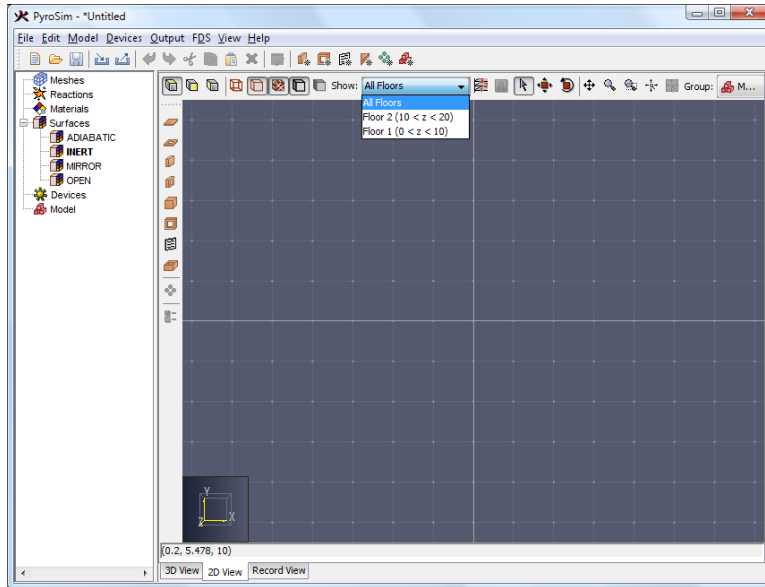 PyroSim - *Untitled
File Edit Model Devices Output FDS View Help
Meshes
Reactions
Materials
Surfaces
ADIABATIC
INERT
MIRROR
OPEN
Devices
Model
Show: All Floors
Group: M...
All Floors
Floor 2 (10 < z < 20)
Floor 1 (0 < z < 10)
Y
X
Z
(0.2, 5.478, 10)
3D View 2D View Record View